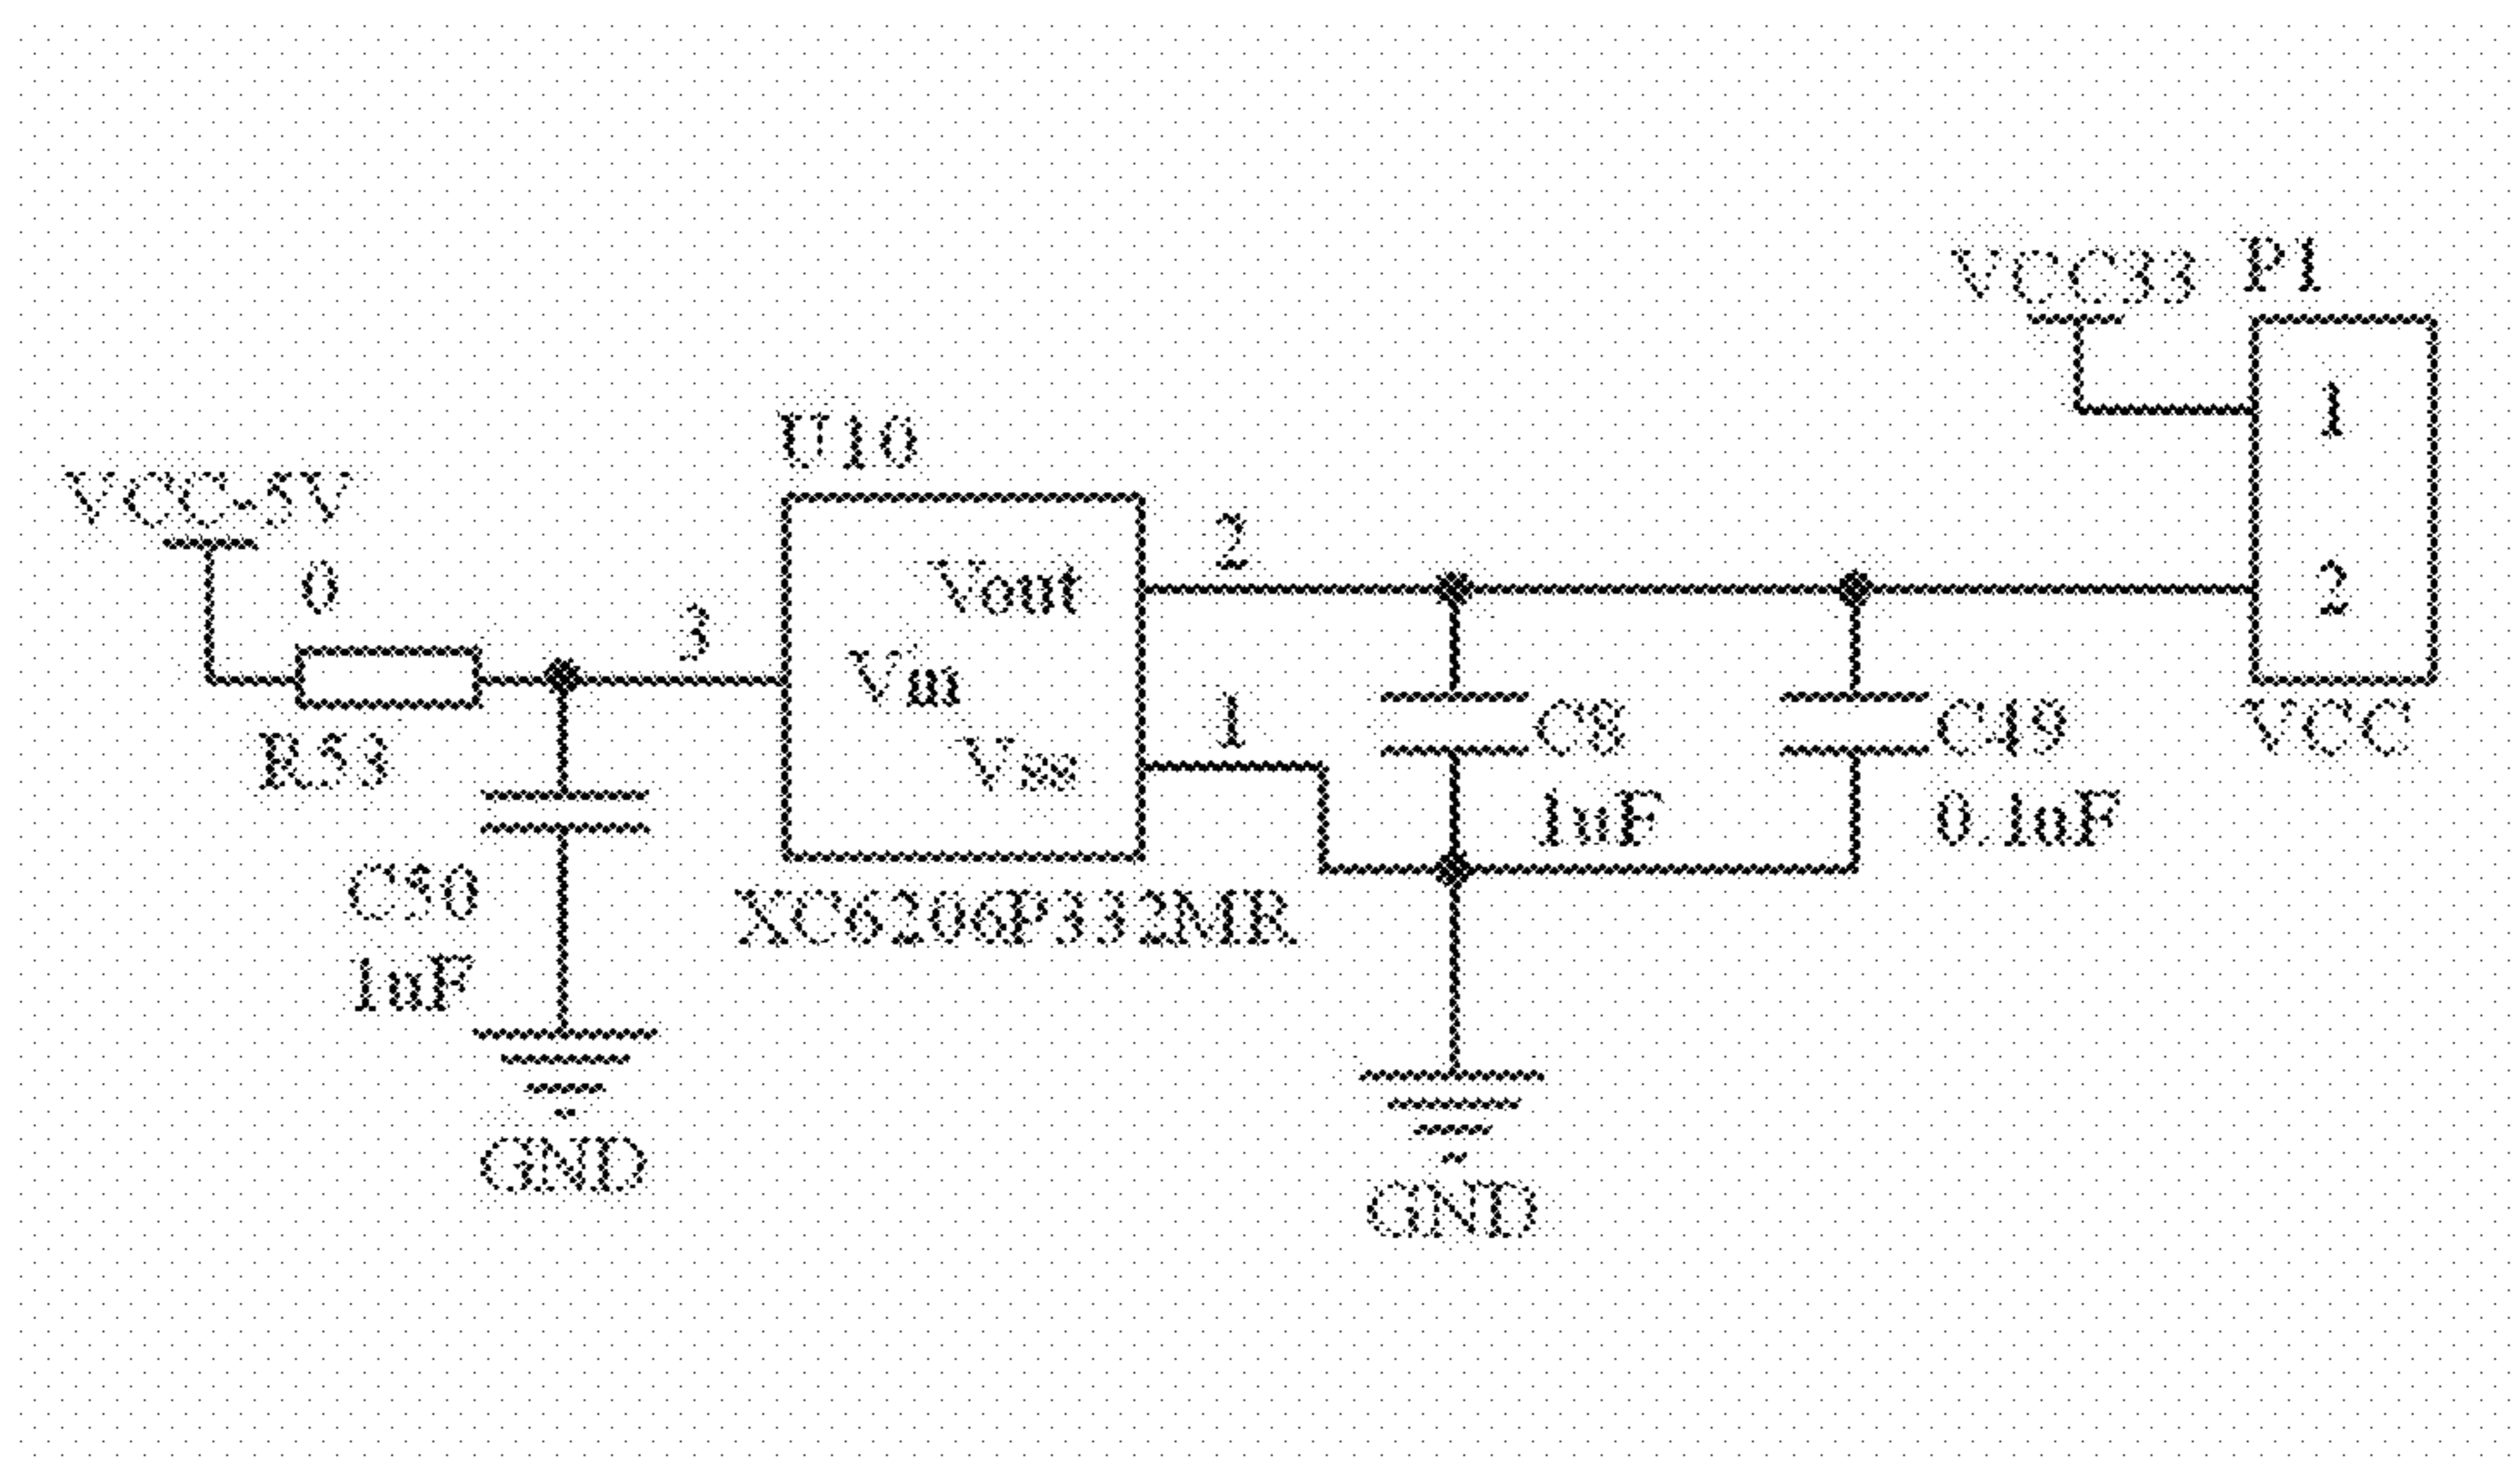 VCC33 P1
1
U10
VCC-5V
2
0
Vout
2
3
Vin
1
R53
Vss
C8
C49
VCC
1uF
0.1uF
C50
XC6206P332MR
1uF
GND
GND